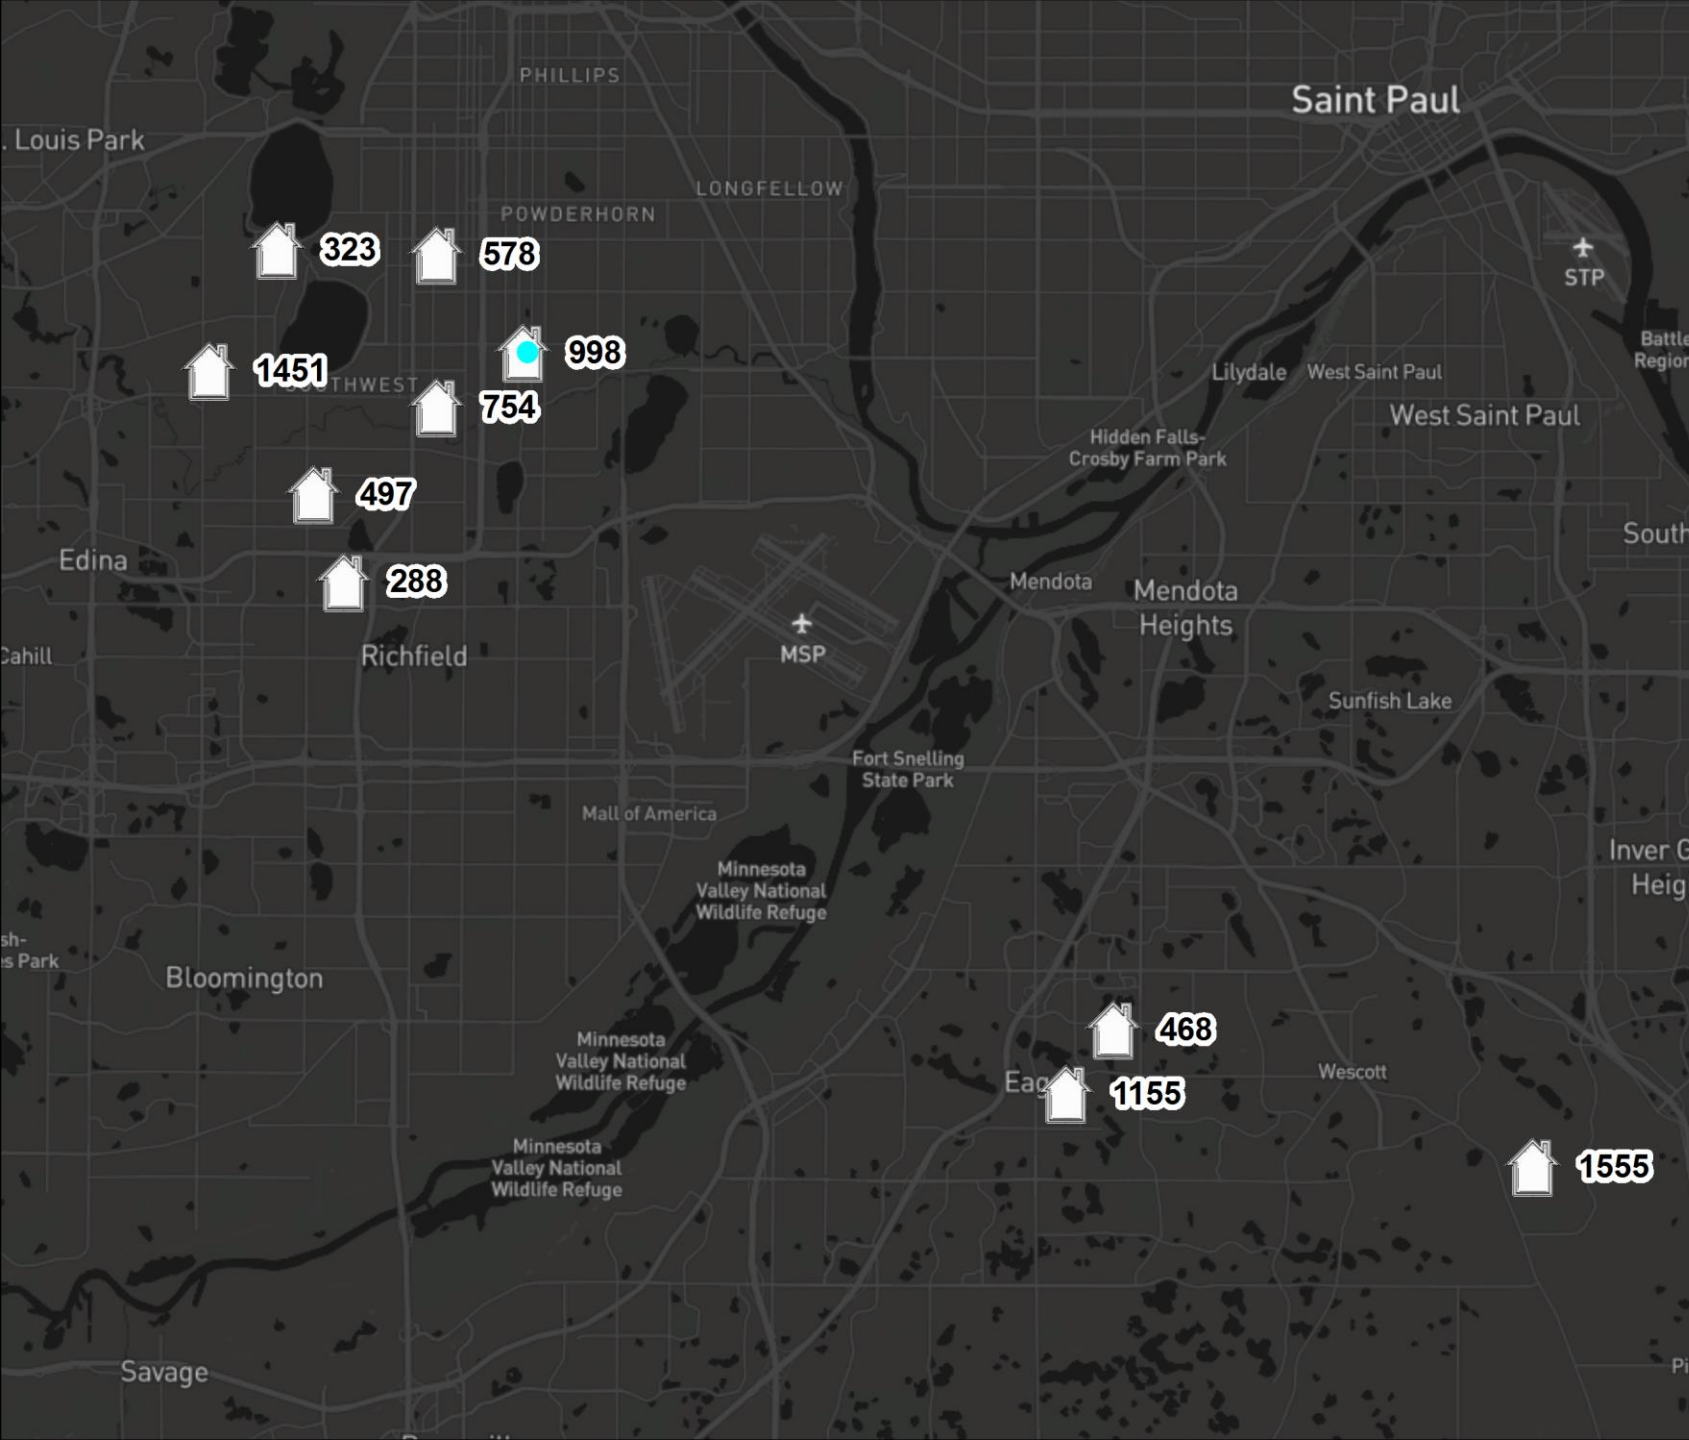 PHILLIPS
Saint Paul
. Louis Park
LONGFELLOW
POWDERHORN
323
578
STP
998
Battle
Region
1451
SOUTHWEST
Lilydale
West Saint Paul
754
West Saint Paul
Hidden Falls-
Crosby Farm Park
497
South
Edina
288
Mendota
Mendota
Heights
MSP
Cahill
Richfield
Sunfish Lake
Fort Snelling
State Park
Mall of America
Inver G
Heig
Minnesota
Valley National
Wildlife Refuge
sh-
es Park
Bloomington
468
Minnesota
Valley National
Wildlife Refuge
Eag
1155
Wescott
Minnesota
Valley National
Wildlife Refuge
1555
Savage
Pi